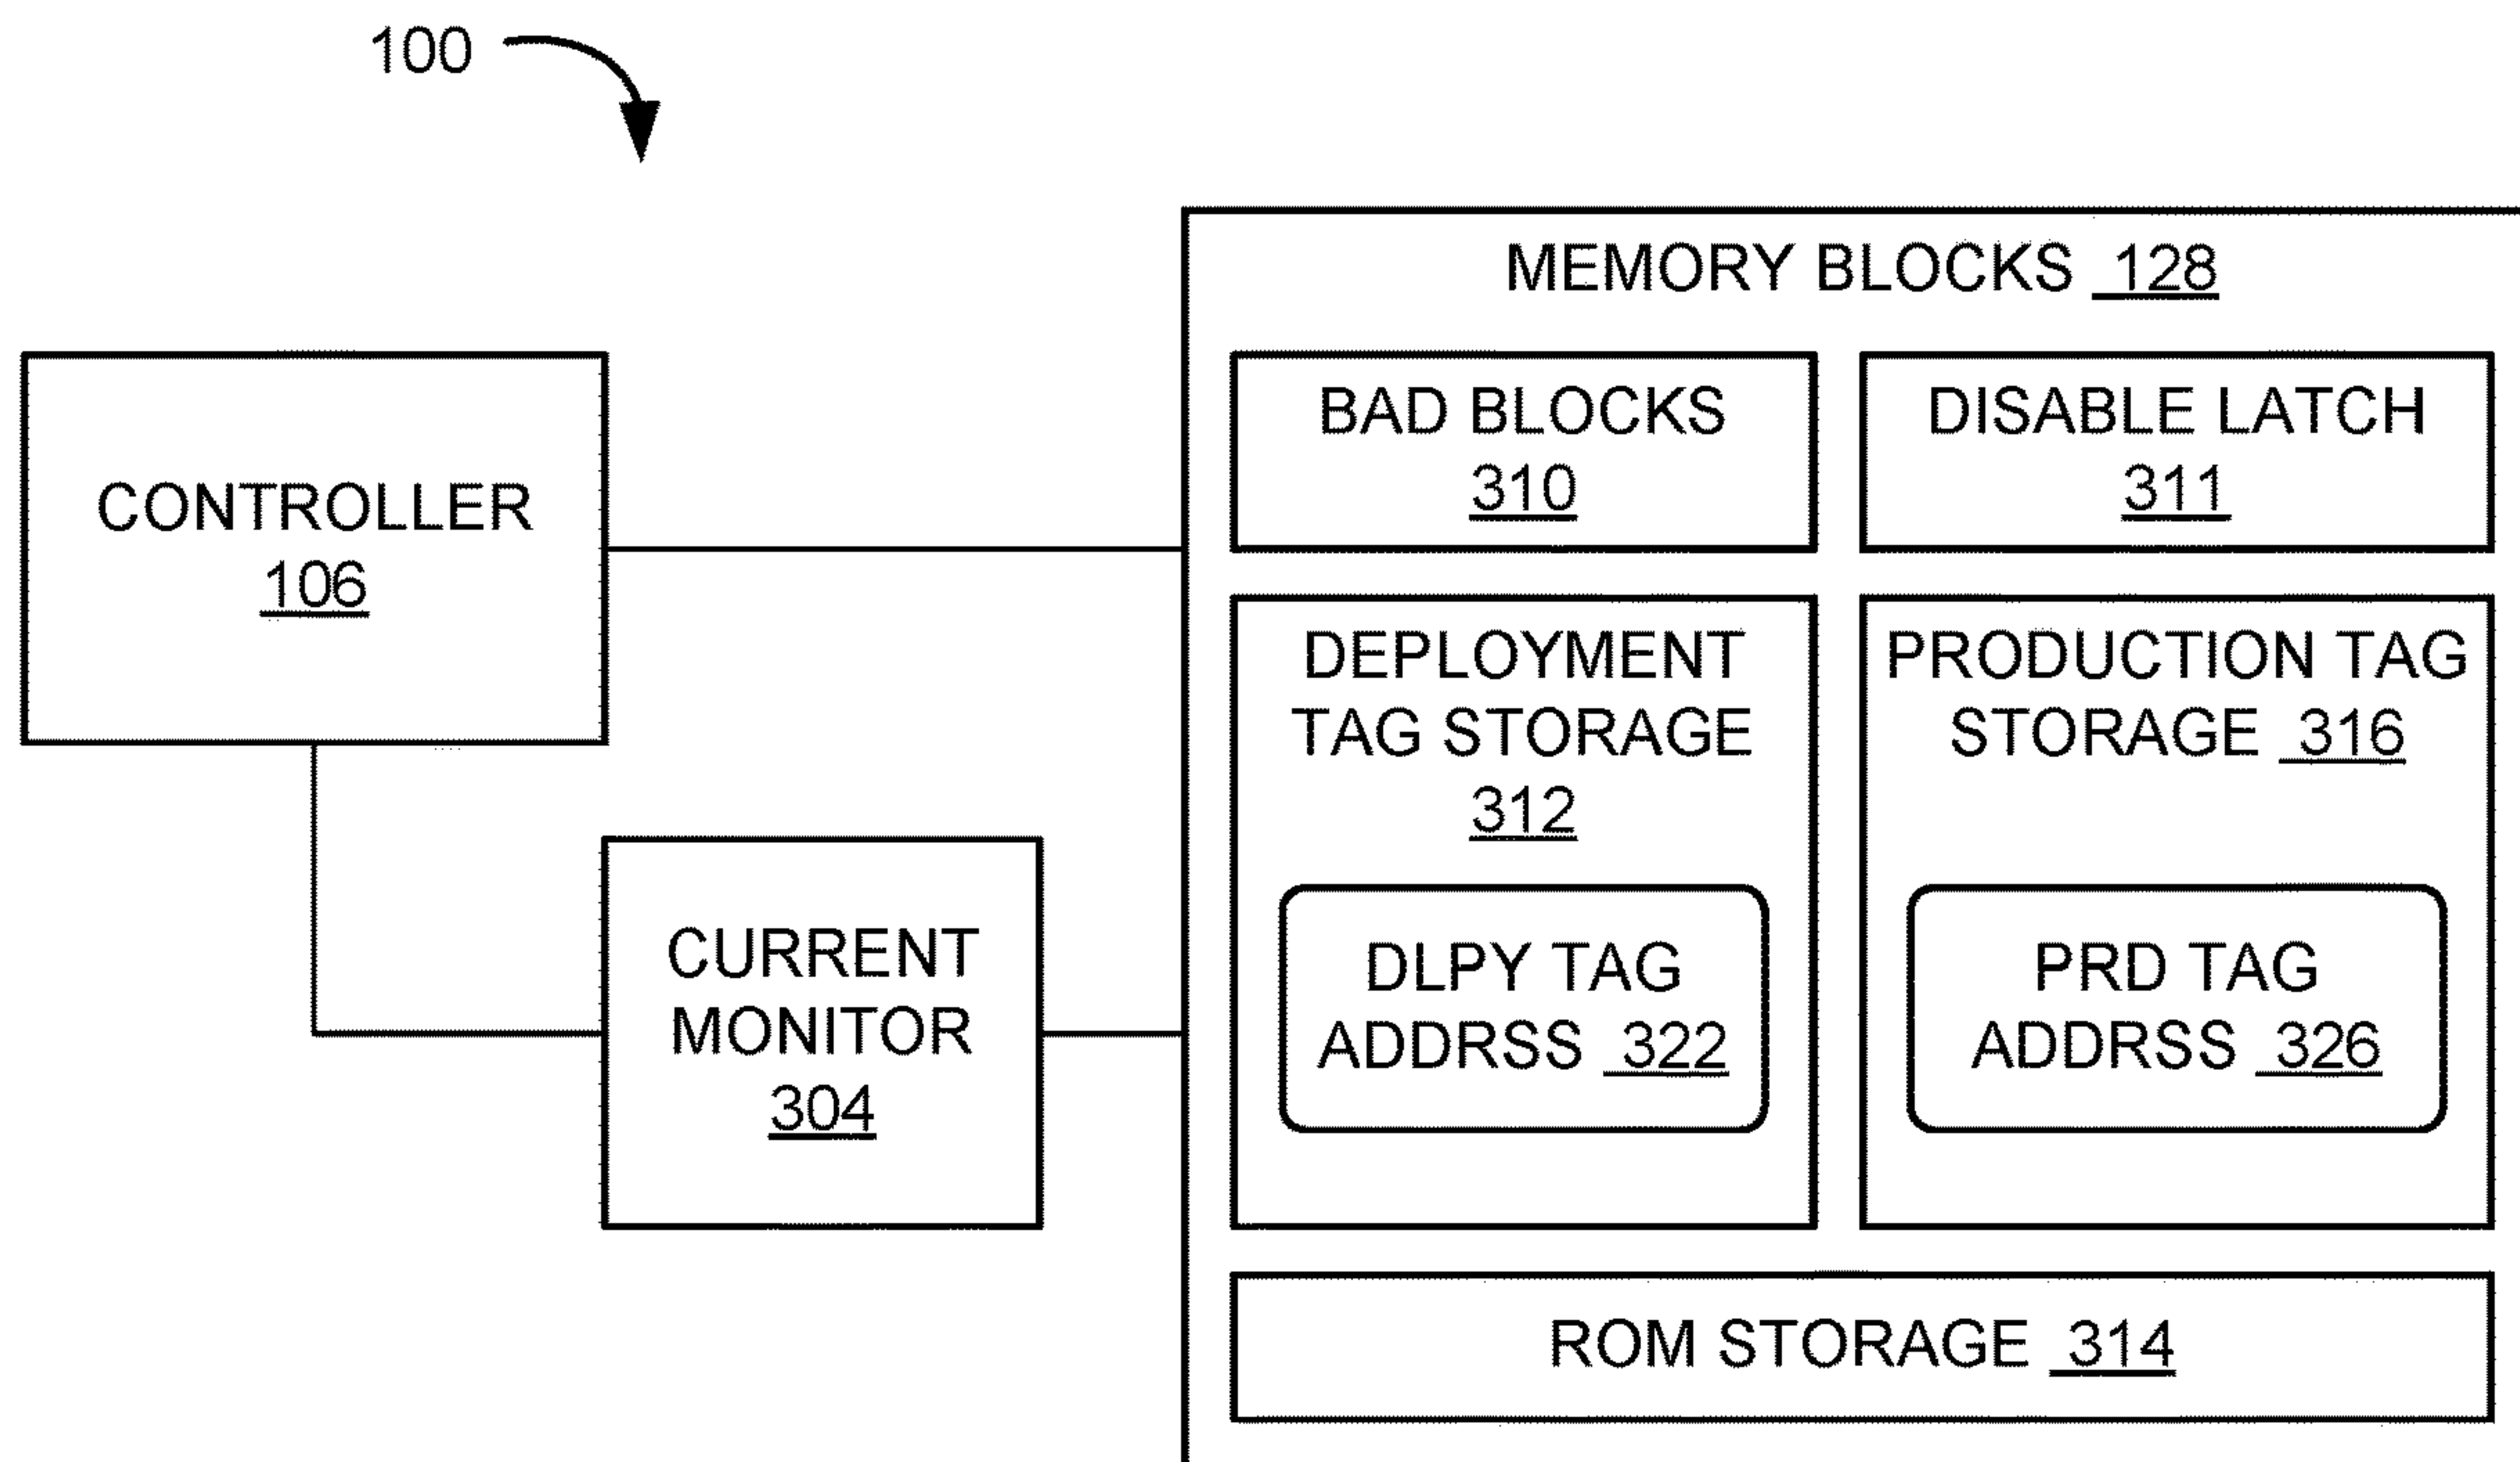 100
MEMORY BLOCKS 128
CONTROLLER
106
CURRENT
MONITOR
304
BAD BLOCKS
310
DISABLE LATCH
311
DEPLOYMENT
TAG STORAGE
312
DLPY TAG
ADDRSS 322
PRODUCTION TAG
STORAGE 316
PRD TAG
ADDRSS 326
ROM STORAGE 314